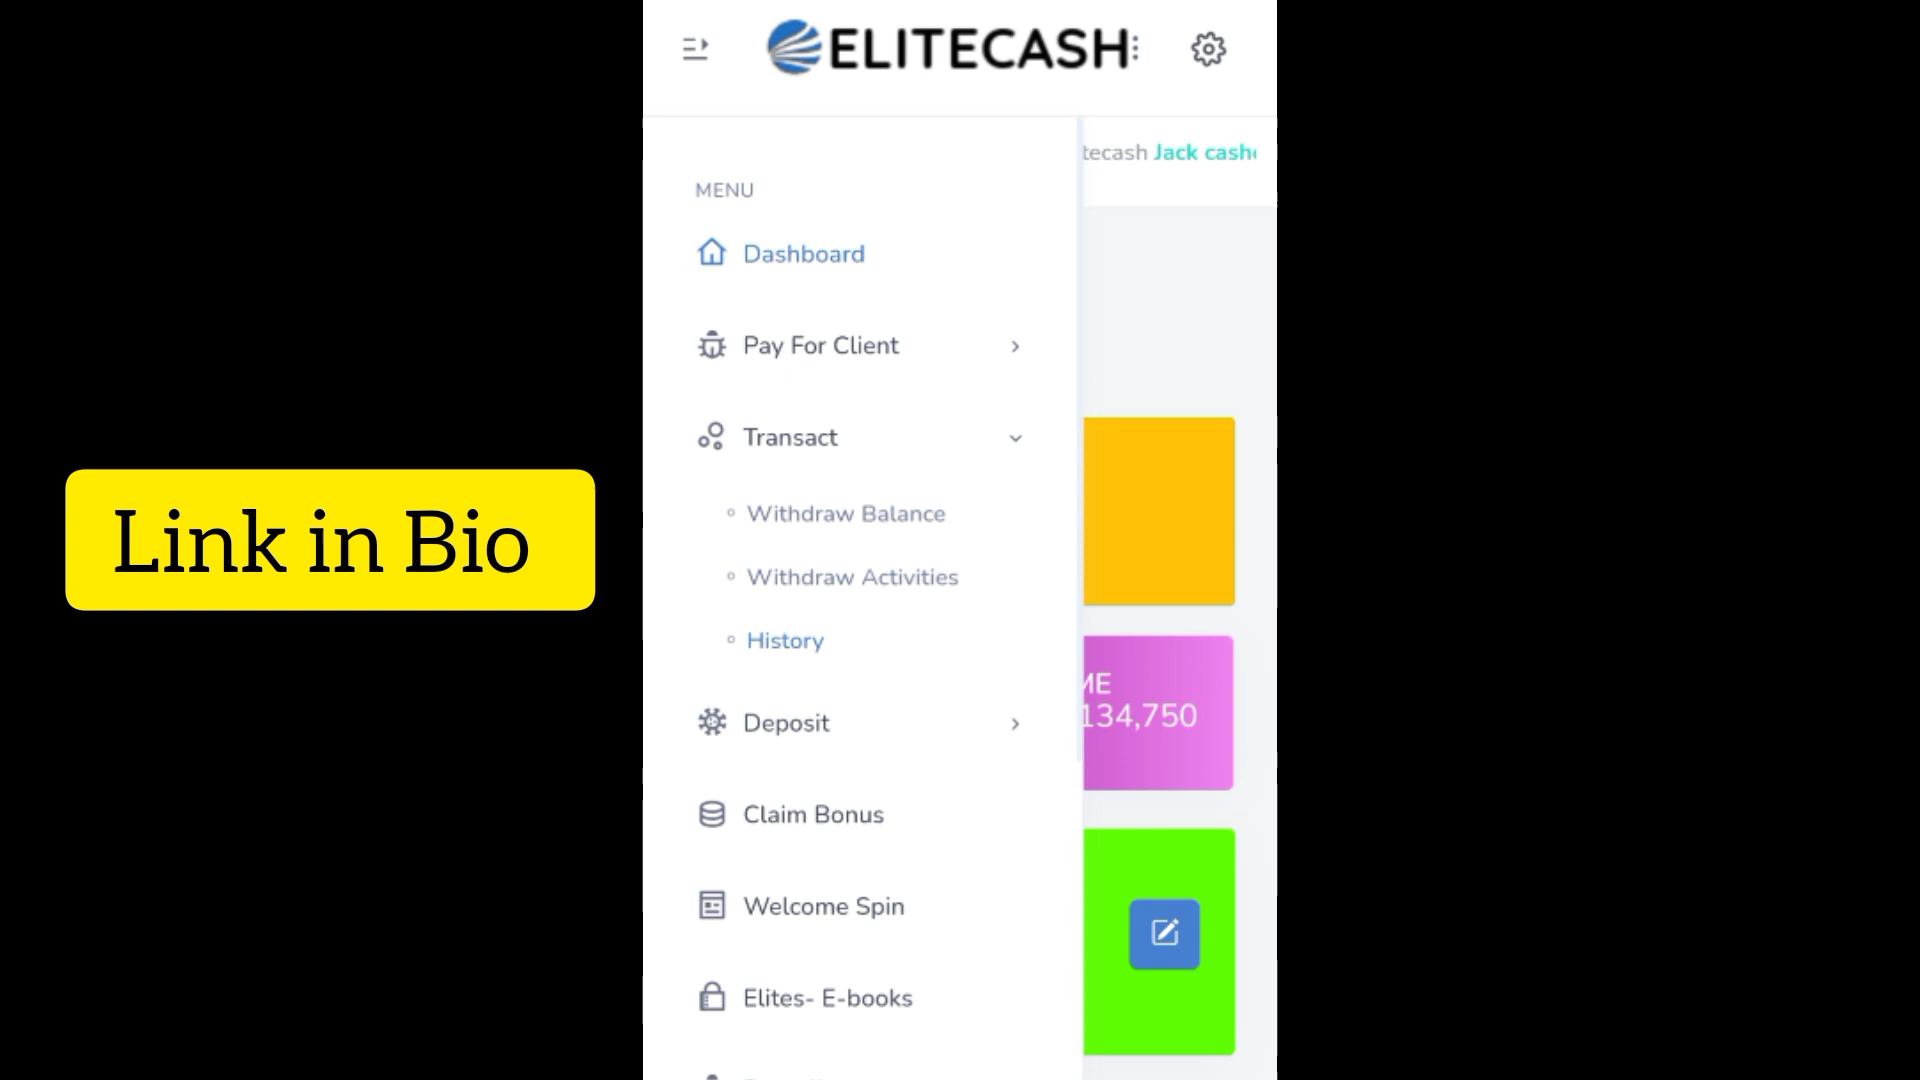 ELITECASH
tecash Jack cash
MENU
Dashboard
Pay For Client
Transact
Withdraw Balance
Withdraw Activities
History
ME
134,750
Deposit
Claim Bonus
Welcome Spin
Elites- E-books
Link in Bio